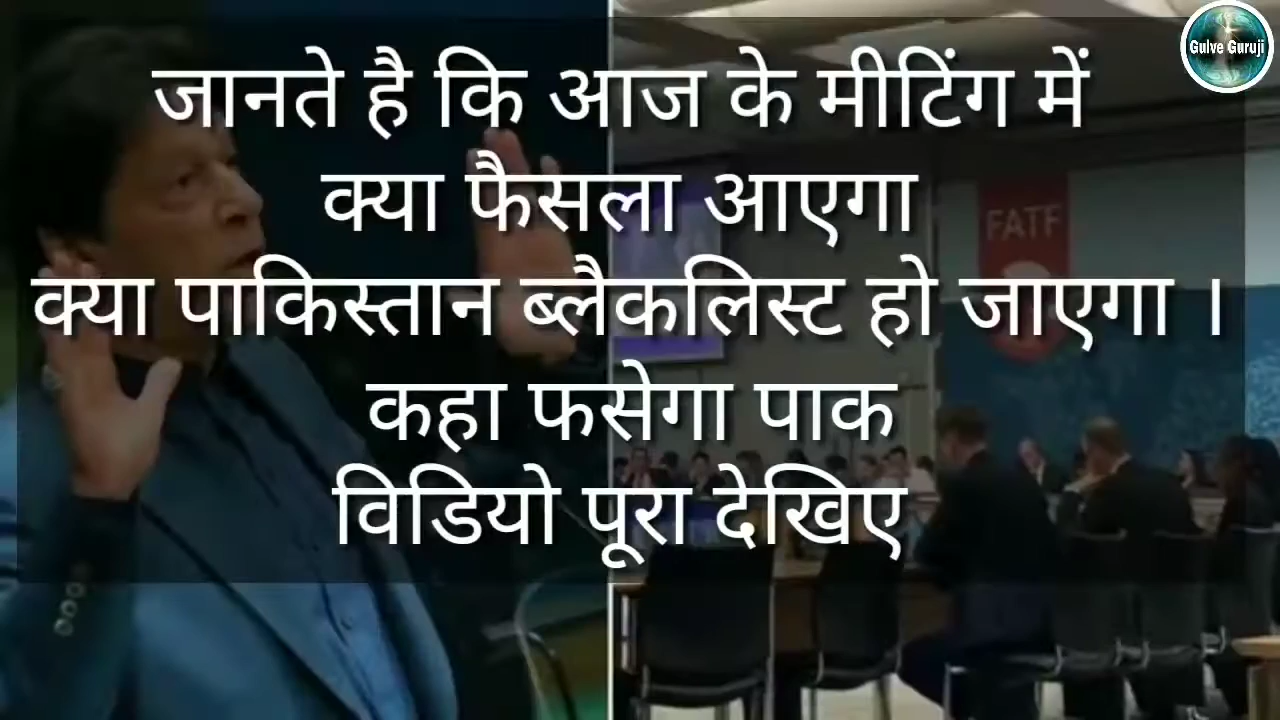 Gulve Guruji
जानते है कि आज के मीटिंग में
क्या फैसला आएगा
FATF
क्या पाकिस्तान ब्लैकलिस्ट हो जाएगा ।
कहा फसेगा पाक
विडियो पूरा देखिए